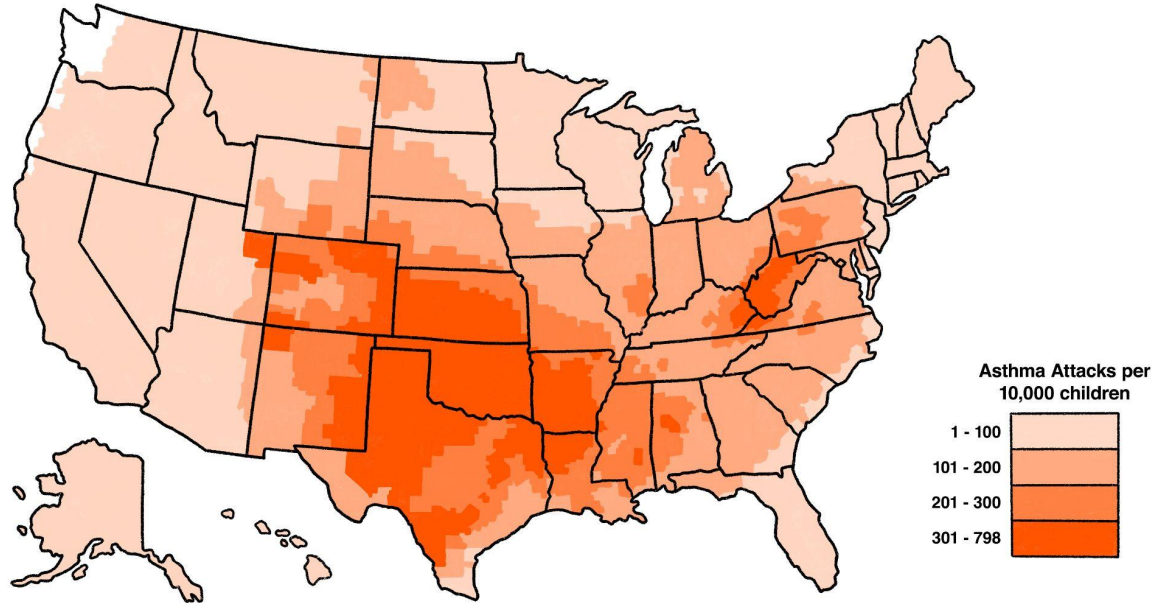 Asthma Attacks per
10,000 children
1 - 100
101 - 200
201 - 300
301 - 798